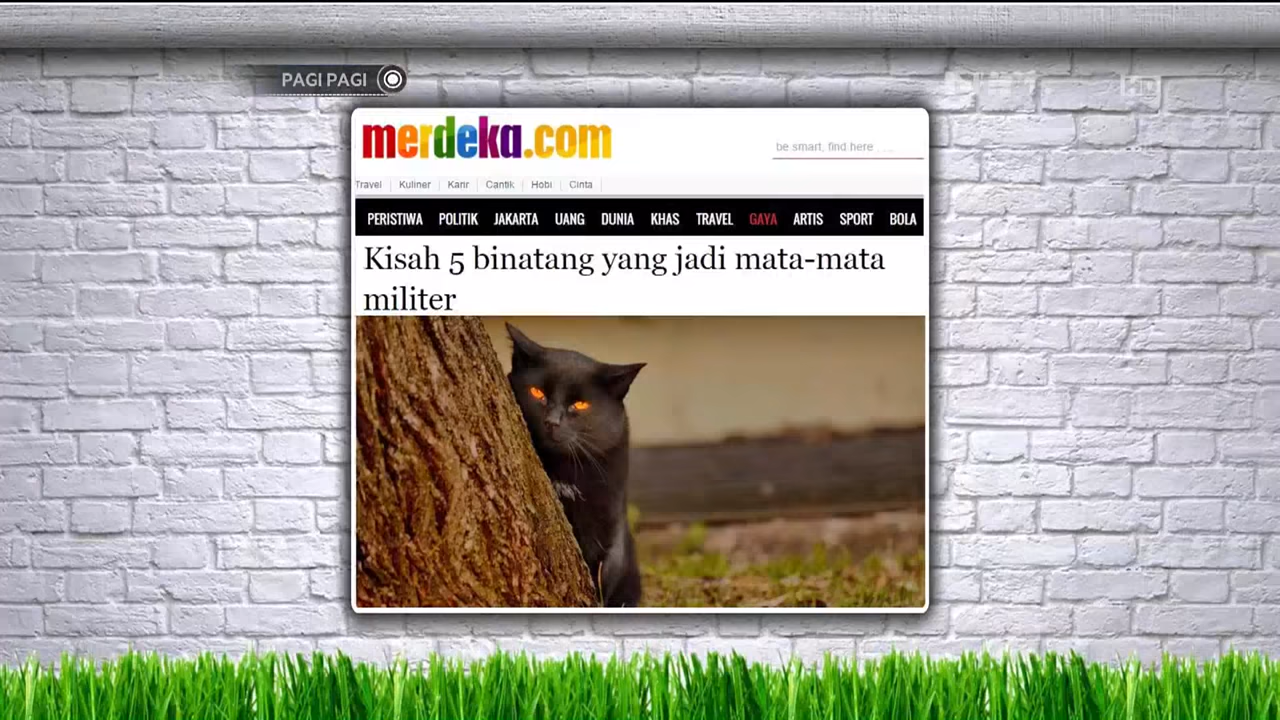 PAGI PAGI
HD
merdeka.com
be smart, find here .....
Travel
Kuliner
Karir
Cantik
Hobi
Cinta
PERISTIWA POLITIK JAKARTA UANG DUNIA KHAS TRAVEL GAYA ARTIS SPORT BOLA
Kisah 5 binatang yang jadi mata-mata
militer